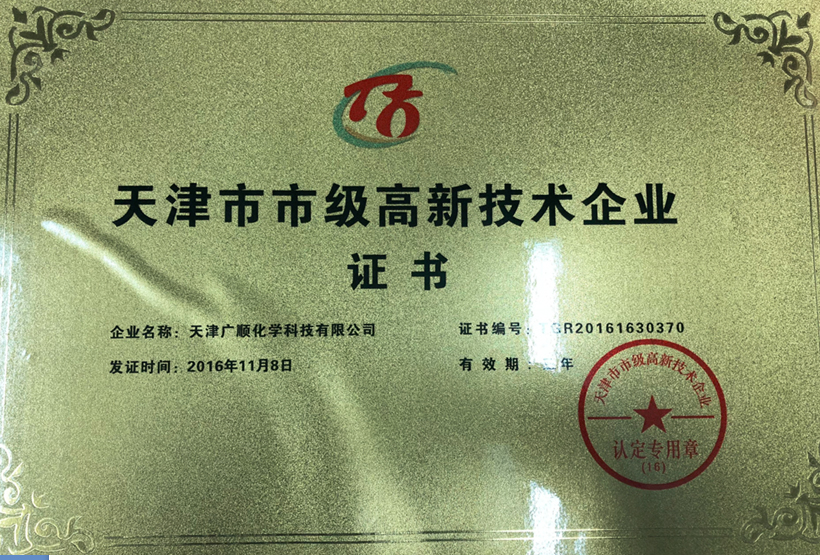 天津市市级高新技术企业
证书
企业名称：天津广顺化学科技有限公司
证书编号：TGR20161630370
发证时间：2016年11月8日
有效期：年
天津市市级高新技术企业
认定专用章
(16)